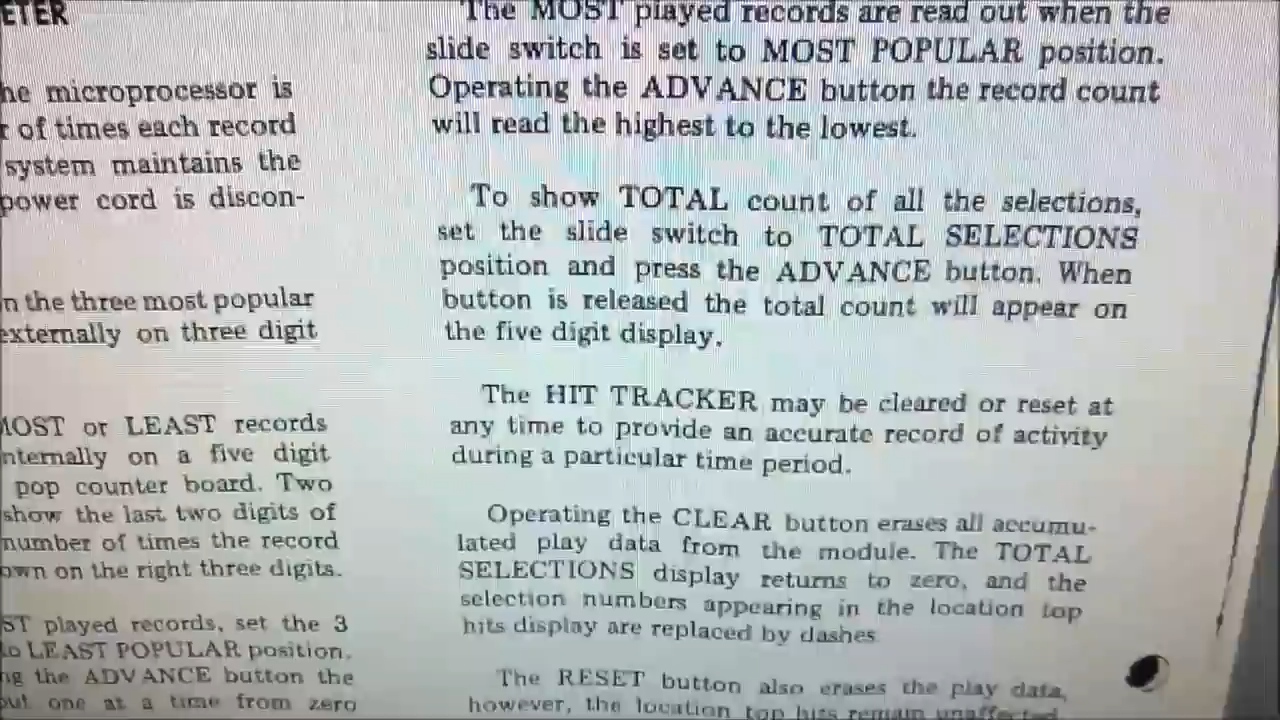 ETER
he microprocessor is
r of times each record
system maintains the
power cord is discon-
n the three most popular
externally on three digit
MOST or LEAST records
nternally on a five digit
pop counter board. Two
show the last two digits of
number of times the record
own on the right three digits.
ST played records, set the 3
to LEAST POPULAR position.
ng the ADVANCE button the
out one at a time from zero
The MOST played records are read out when the
slide switch is set to MOST POPULAR position.
Operating the ADVANCE button the record count
will read the highest to the lowest.
To show TOTAL count of all the selections,
set the slide switch to TOTAL SELECTIONS
position and press the ADVANCE button. When
button is released the total count will appear on
the five digit display.
The HIT TRACKER may be cleared or reset at
any time to provide an accurate record of activity
during a particular time period.
Operating the CLEAR button erases all accumu-
lated play data from the module. The TOTAL
SELECTIONS display returns to zero, and the
selection numbers appearing in the location top
hits display are replaced by dashes
The RESET button also erases the play data,
however, the location top hits remain unaffected